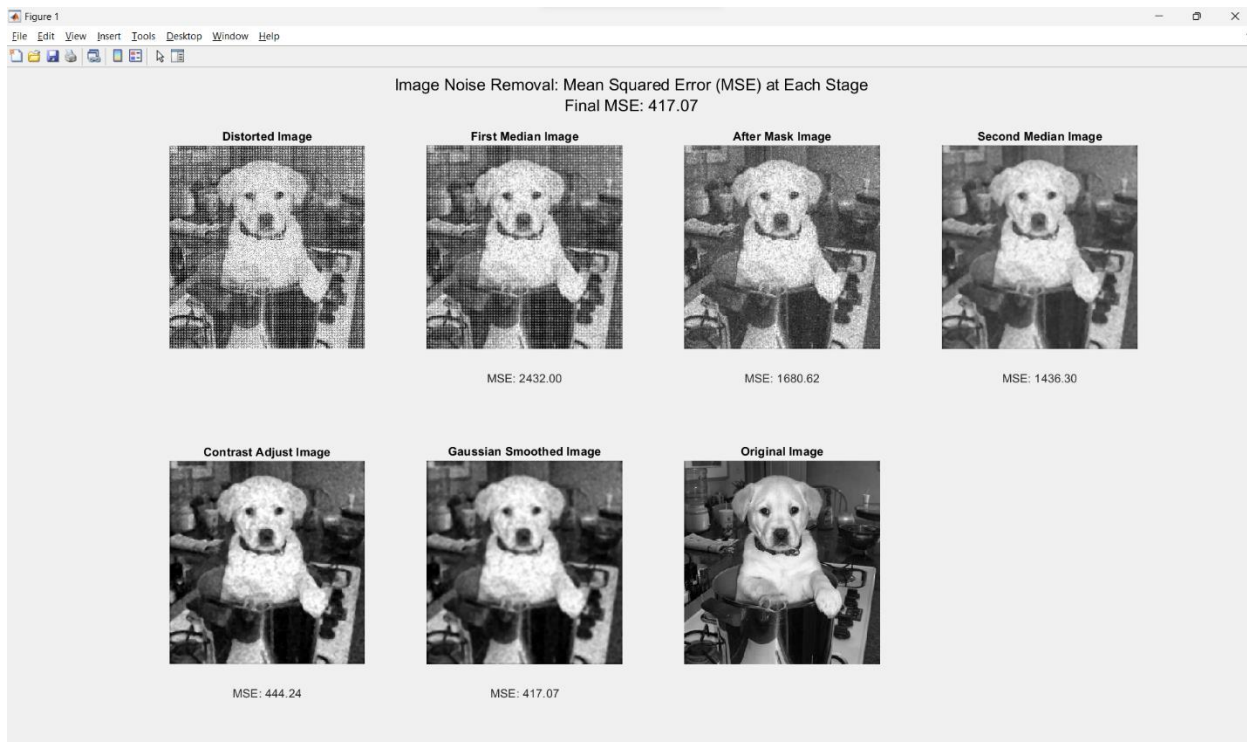 Figure 1
File Edit View Insert Tools Desktop Window Help
Image Noise Removal: Mean Squared Error (MSE) at Each Stage
Final MSE: 417.07
Distorted Image
First Median Image
After Mask Image
Second Median Image
MSE: 2432.00
MSE: 1680.62
MSE: 1436.30
Contrast Adjust Image
Gaussian Smoothed Image
Original Image
MSE: 444.24
MSE: 417.07